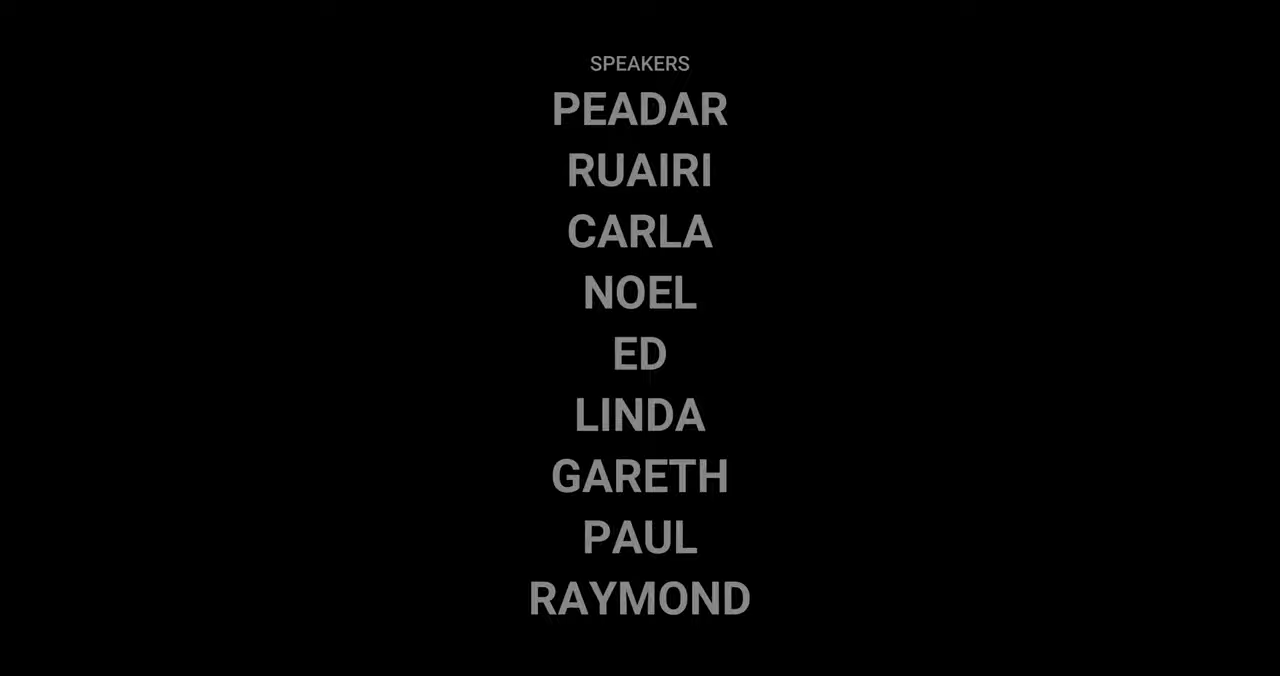 SPEAKERS
PEADAR
RUAIRI
CARLA
NOEL
ED
LINDA
GARETH
PAUL
RAYMOND